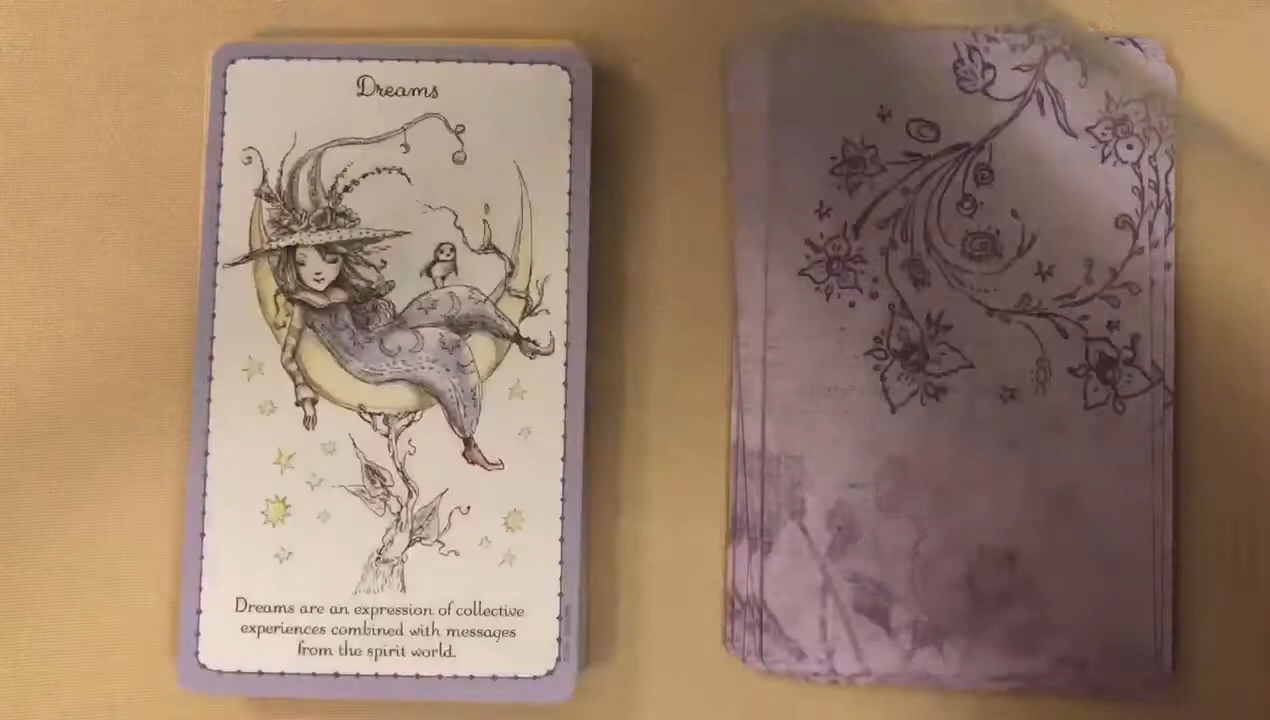 Dreams
Dreams are an expression of collective
experiences combined with messages
from the spirit world.